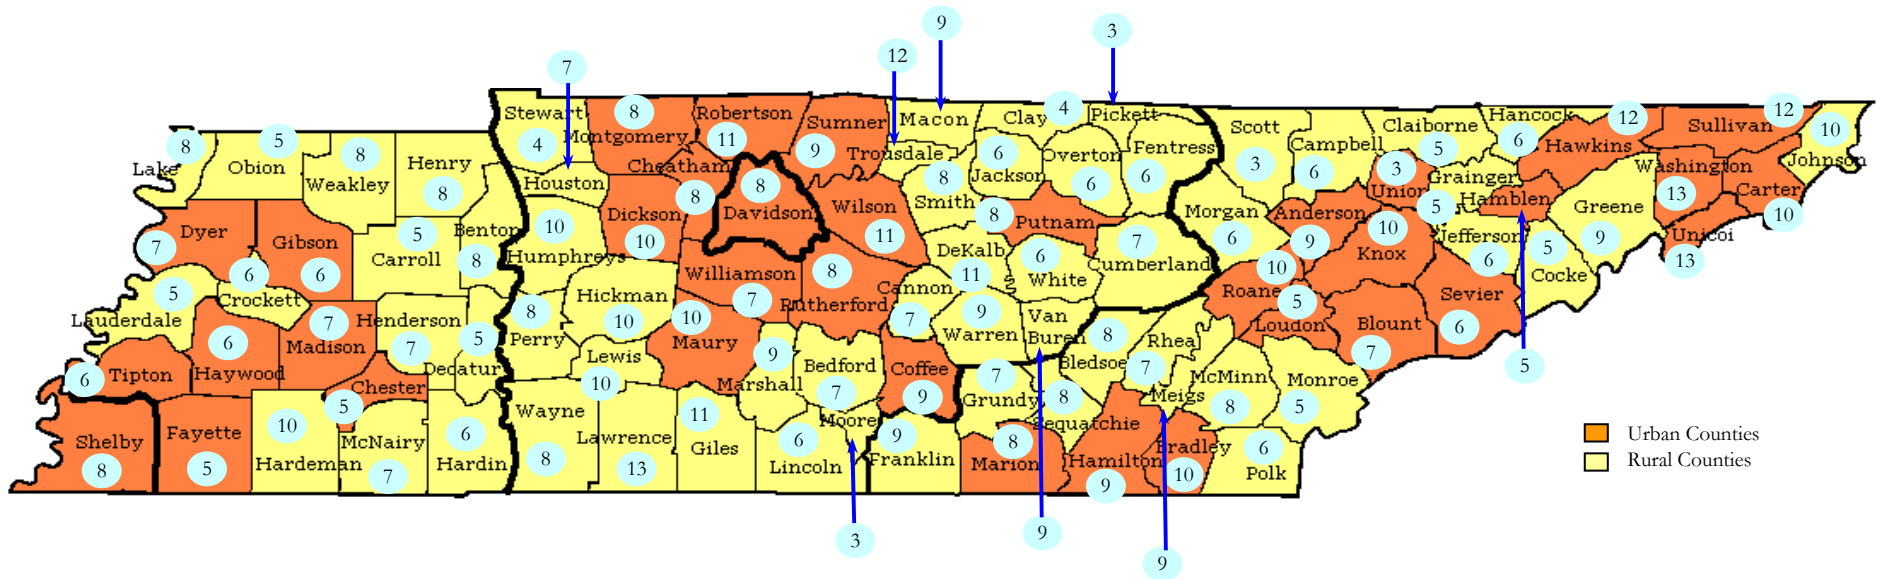 9
3
12
7
Stewart
8
Robertson
Macon
4
Clay
Pickett
Hancock
12
12
Sullivan
10
Lake
8
5
Obion
8
Weakley
Henry
8
4
Montgomery
11
Sumner
9
Trousdale
6
Jackson
Overton
6
Fentress
6
Scott
3
Campbell
6
Claiborne
5
6
Hawkins
Washington
13
Johnson
Houston
Cheatham
8
8
Davidson
Smith
8
3
Union
Grainger
5
Hamblen
Carter
10
Dyer
7
Gibson
6
5
Carroll
Benton
8
10
Humphreys
Dickson
10
Wilson
11
8
Putnam
Morgan
6
Anderson
9
10
Knox
Jefferson
6
5
Cocke
Greene
9
Unicoi
13
6
Crockett
5
Lauderdale
Williamson
7
8
Rutherford
DeKalb
11
6
White
7
Cumberland
10
Roane
5
Loudon
Sevier
6
7
Madison
Henderson
7
5
Decatur
8
Perry
Hickman
10
10
Maury
Cannon
7
9
Warren
Van
Buren
8
Bledsoe
Rhea
7
Blount
7
6
Haywood
6
Tipton
Lewis
10
9
Marshall
Bedford
7
Coffee
9
7
Grundy
8
Sequatchie
Meigs
McMinn
8
Monroe
5
5
Chester
5
Shelby
8
Fayette
5
10
Hardeman
McNairy
7
6
Hardin
Wayne
8
Lawrence
13
11
Giles
6
Lincoln
Moore
9
Franklin
8
Marion
Hamilton
9
Bradley
10
6
Polk
3
9
9
Urban Counties
Rural Counties